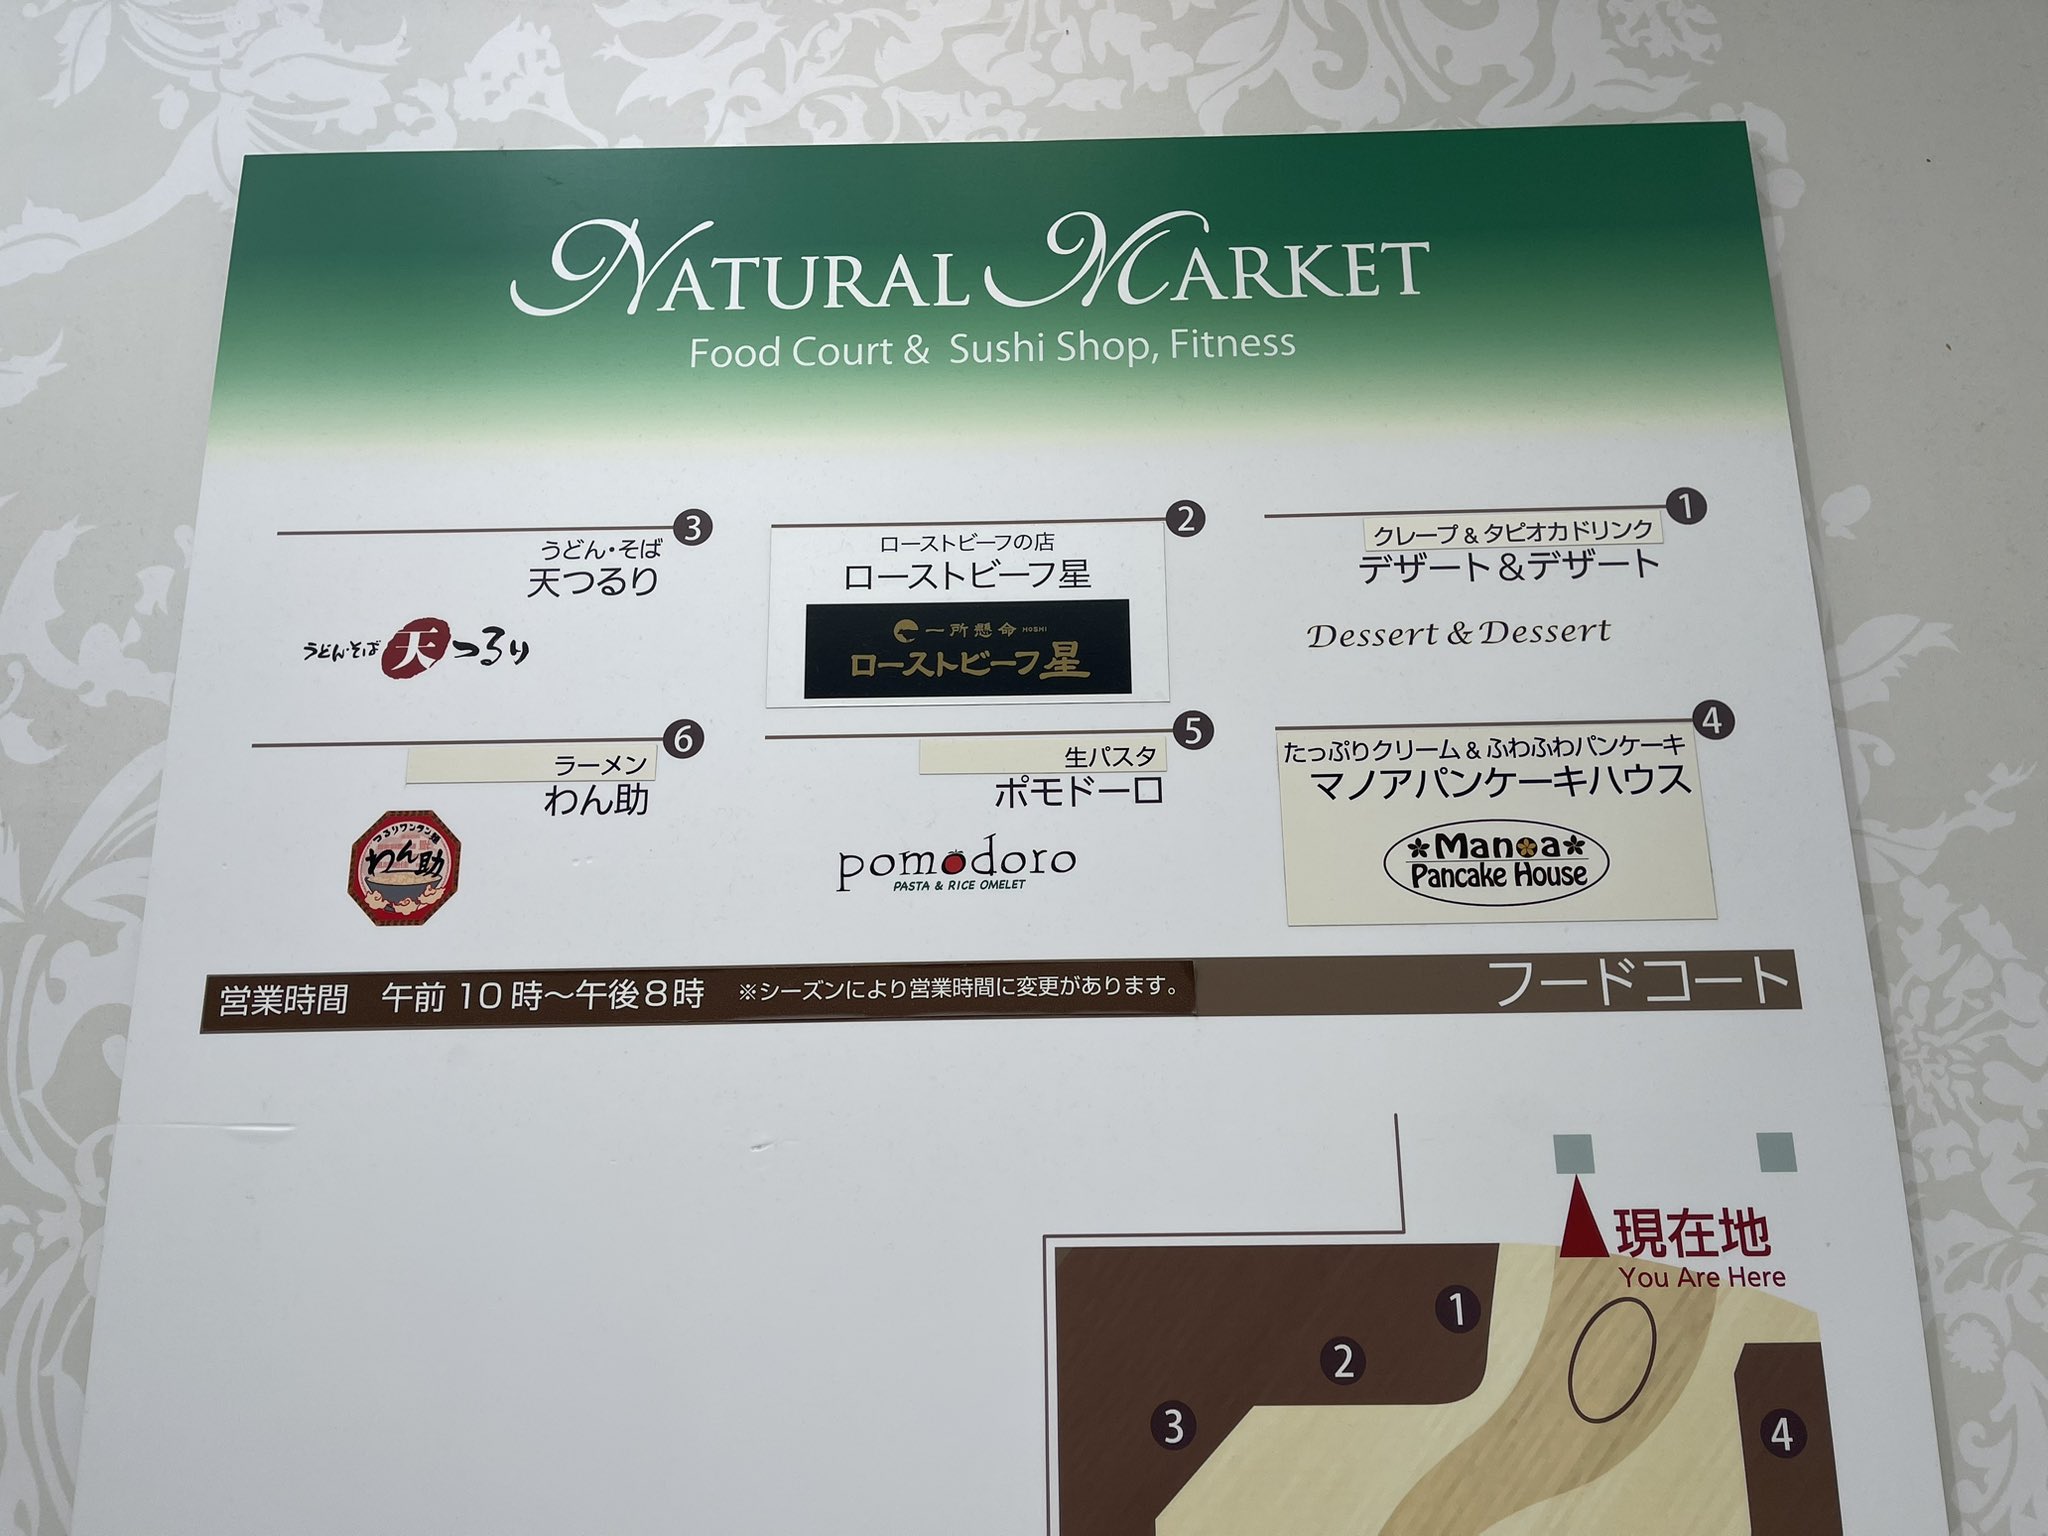 NATURAL MARKET
Food Court & Sushi Shop, Fitness
3
うどん・そば
天つるり
うどん・そば 天つるり
2
ローストビーフの店
ローストビーフ星
一所懸命 HOSHI
ローストビーフ星
1
クレープ&タピオカドリンク
デザート&デザート
Dessert & Dessert
6
ラーメン
わん助
つるりワンタン麺
わん助
5
生パスタ
ポモドーロ
pomodoro
PASTA & RICE OMELET
4
たっぷりクリーム&ふわふわパンケーキ
マノアパンケーキハウス
Manoa
Pancake House
営業時間 午前10時〜午後8時 ※シーズンにより営業時間に変更があります。
フードコート
現在地
You Are Here
1
2
3
4